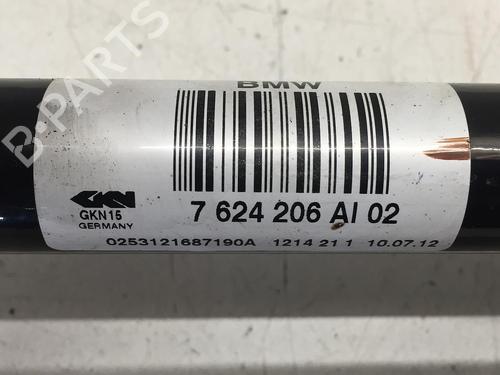 B-PARTS
BMW
GKN
GKN15
GERMANY
7 624 206 AI 02
0253121687190A 1214 21 1 10.07.12